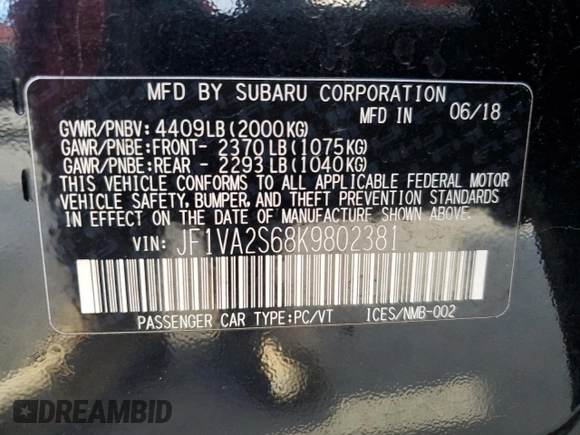 MFD BY SUBARU CORPORATION
MFD IN 06/18
GVWR/PNBV: 4409LB(2000KG)
GAWR/PNBE:FRONT- 2370LB(1075KG)
GAWR/PNBE:REAR - 2293LB(1040KG)
THIS VEHICLE CONFORMS TO ALL APPLICABLE FEDERAL MOTOR
VEHICLE SAFETY, BUMPER, AND THEFT PREVENTION STANDARDS
IN EFFECT ON THE DATE OF MANUFACTURE SHOWN ABOVE.
VIN: JF1VA2S68K9802381
PASSENGER CAR TYPE:PC/VT ICES/NMB-002
DREAMBID